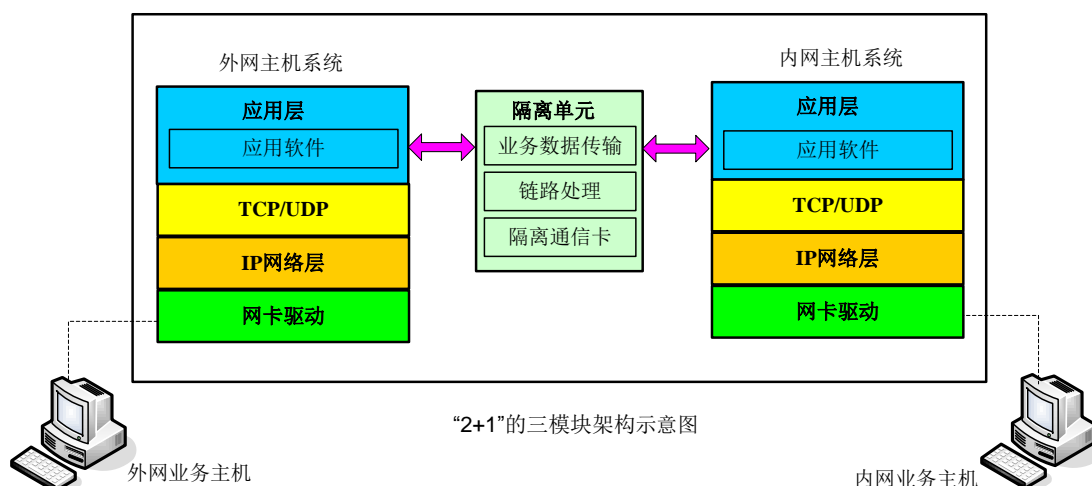 外网主机系统
应用层
应用软件
TCP/UDP
IP网络层
网卡驱动
隔离单元
业务数据传输
链路处理
隔离通信卡
内网主机系统
应用层
应用软件
TCP/UDP
IP网络层
网卡驱动
“2+1”的三模块架构示意图
外网业务主机
内网业务主机